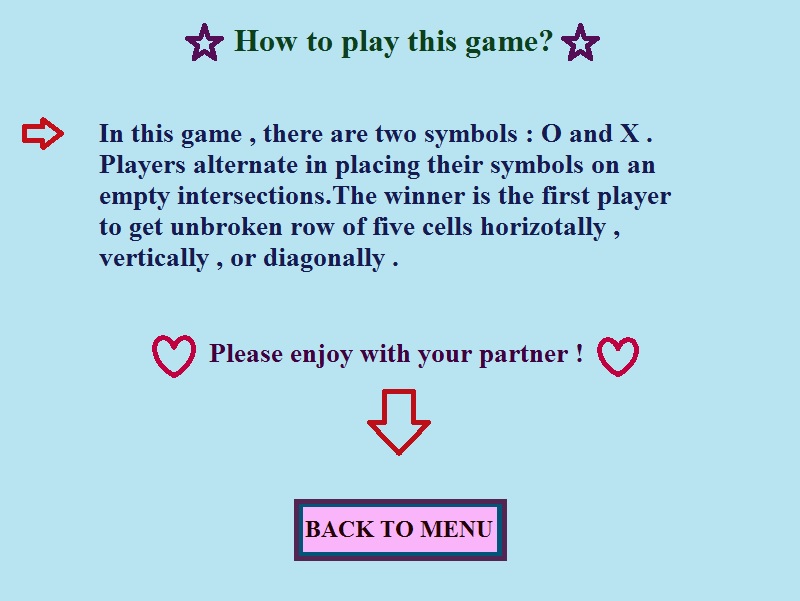 How to play this game?
In this game , there are two symbols : O and X .
Players alternate in placing their symbols on an
empty intersections.The winner is the first player
to get unbroken row of five cells horizotally ,
vertically , or diagonally .
Please enjoy with your partner !
BACK TO MENU